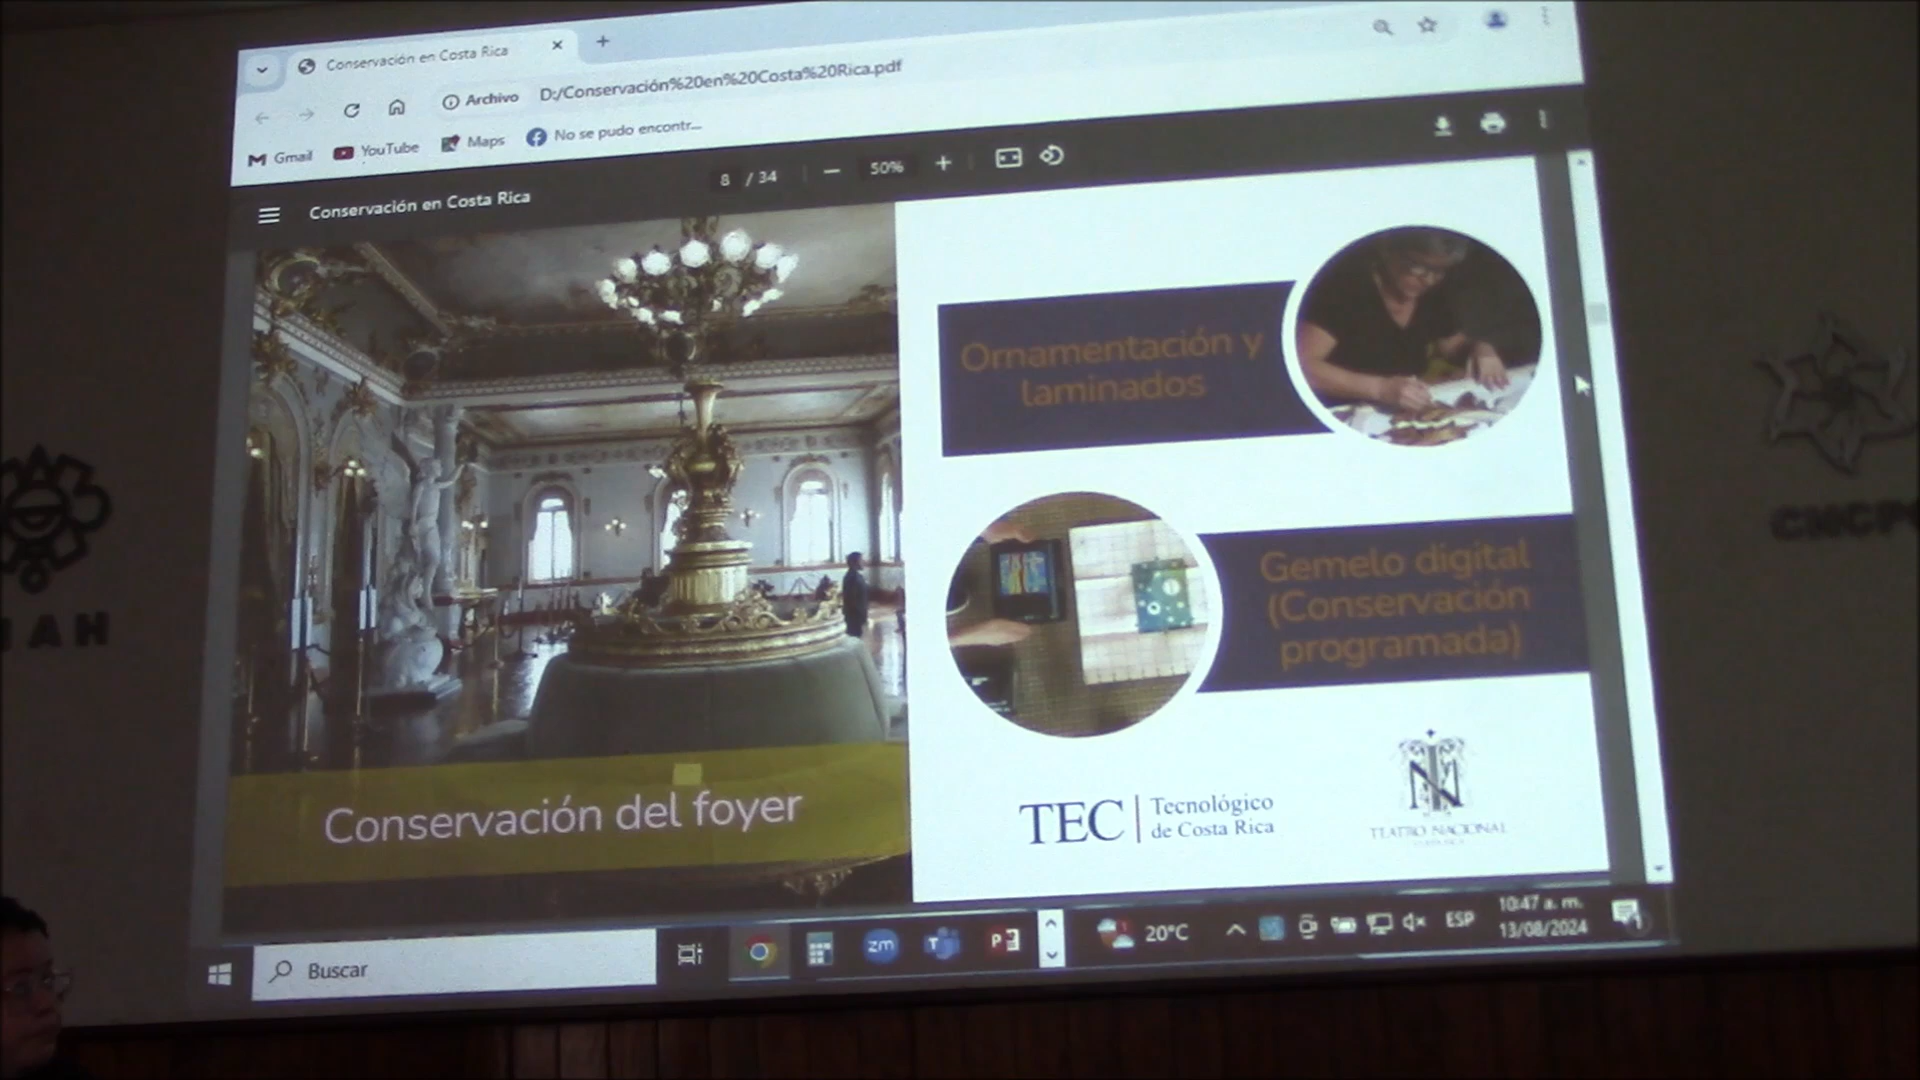 Conservación en Costa Rica
Archivo D:/Conservación%20en%20Costa%20Rica.pdf
Gmail YouTube Maps No se pudo encontr...
Conservación en Costa Rica 8 / 34 50%
Ornamentación y
laminados
Gemelo digital
(Conservación
programada)
Conservación del foyer
TEC Tecnológico
de Costa Rica
TEATRO NACIONAL
Buscar
zm
20°C
ESP
10:47 a. m.
13/08/2024